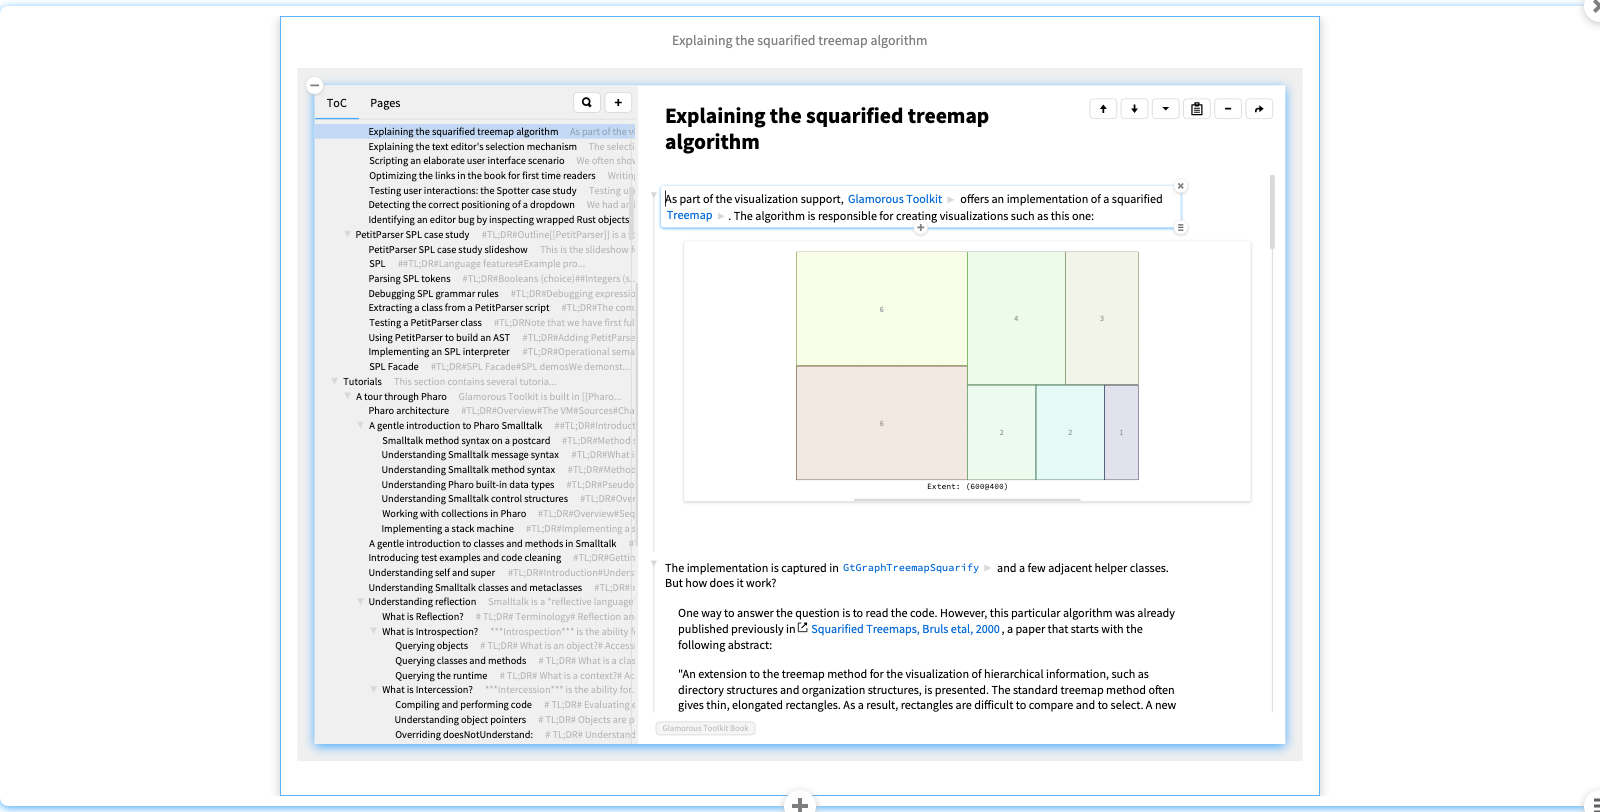 Explaining the squarified treemap algorithm
ToC Pages
Explaining the squarified treemap algorithm As part of the v
Explaining the text editor's selection mechanism The selecti
Scripting an elaborate user interface scenario We often show
Optimizing the links in the book for first time readers Writing
Testing user interactions: the Spotter case study Testing u
Detecting the correct positioning of a dropdown We had ar
Identifying an editor bug by inspecting wrapped Rust objects
PetitParser SPL case study #TL;DR#Outline[[PetitParser]] is a
PetitParser SPL case study slideshow This is the slideshow f
SPL ##TL;DR#Language features#Example pro...
Parsing SPL tokens #TL;DR#Booleans (choice)##Integers (s...
Debugging SPL grammar rules #TL;DR#Debugging expressio
Extracting a class from a PetitParser script #TL;DR#The com
Testing a PetitParser class #TL;DRNote that we have first ful
Using PetitParser to build an AST #TL;DR#Adding PetitParse
Implementing an SPL interpreter #TL;DR#Operational sema
SPL Facade #TL;DR#SPL Facade#SPL demosWe demonst...
Tutorials This section contains several tutoria...
A tour through Pharo Glamorous Toolkit is built in [[Pharo...
Pharo architecture #TL;DR#Overview#The VM#Sources#Cha
A gentle introduction to Pharo Smalltalk ##TL;DR#Introduct
Smalltalk method syntax on a postcard #TL;DR#Method s
Understanding Smalltalk message syntax #TL;DR#What i
Understanding Smalltalk method syntax #TL;DR#Method
Understanding Pharo built-in data types #TL;DR#Pseudo
Understanding Smalltalk control structures #TL;DR#Over
Working with collections in Pharo #TL;DR#Overview#Seq
Implementing a stack machine #TL;DR#Implementing a s
A gentle introduction to classes and methods in Smalltalk #
Introducing test examples and code cleaning #TL;DR#Gettin
Understanding self and super #TL;DR#Introduction#Unders
Understanding Smalltalk classes and metaclasses #TL;DR#
Understanding reflection Smalltalk is a *reflective language*
What is Reflection? # TL;DR# Terminology# Reflection an
What is Introspection? ***Introspection*** is the ability f
Querying objects # TL;DR# What is an object?# Access
Querying classes and methods # TL;DR# What is a clas
Querying the runtime # TL;DR# What is a context?# Ac
What is Intercession? ***Intercession*** is the ability for...
Compiling and performing code # TL;DR# Evaluating e
Understanding object pointers # TL;DR# Objects are p
Overriding doesNotUnderstand: # TL;DR# Understand
Explaining the squarified treemap
algorithm
As part of the visualization support, Glamorous Toolkit offers an implementation of a squarified
Treemap . The algorithm is responsible for creating visualizations such as this one:
6 4 3
6 2 2 1
Extent: (600@400)
The implementation is captured in GtGraphTreemapSquarify and a few adjacent helper classes.
But how does it work?
One way to answer the question is to read the code. However, this particular algorithm was already
published previously in Squarified Treemaps, Bruls etal, 2000 , a paper that starts with the
following abstract:
"An extension to the treemap method for the visualization of hierarchical information, such as
directory structures and organization structures, is presented. The standard treemap method often
gives thin, elongated rectangles. As a result, rectangles are difficult to compare and to select. A new
Glamorous Toolkit Book